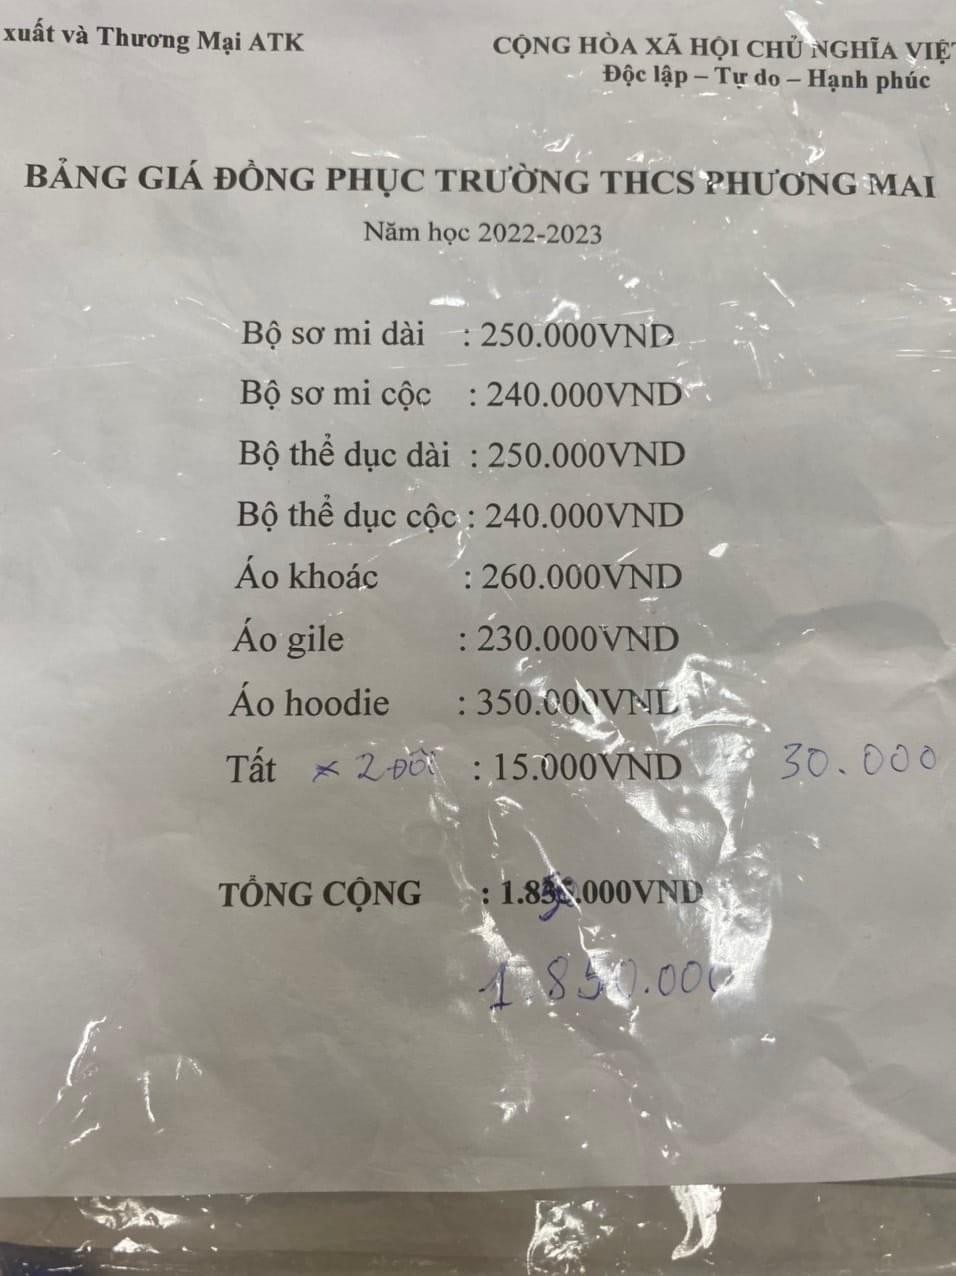 xuất và Thương Mại ATK
CỘNG HÒA XÃ HỘI CHỦ NGHĨA
Độc lập – Tự do – Hạnh phúc
BẢNG GIÁ ĐỒNG PHỤC TRƯỜNG THCS PHƯƠNG MAI
Năm học 2022-2023
Bộ sơ mi dài : 250.000VND
Bộ sơ mi cộc : 240.000VND
Bộ thể dục dài : 250.000VND
Bộ thể dục cộc : 240.000VND
Áo khoác : 260.000VND
Áo gile : 230.000VND
Áo hoodie : 350.000VND
Tất x 2 đôi : 15.000VND 30.000
TỔNG CỘNG : 1.835.000VND
1.850.000